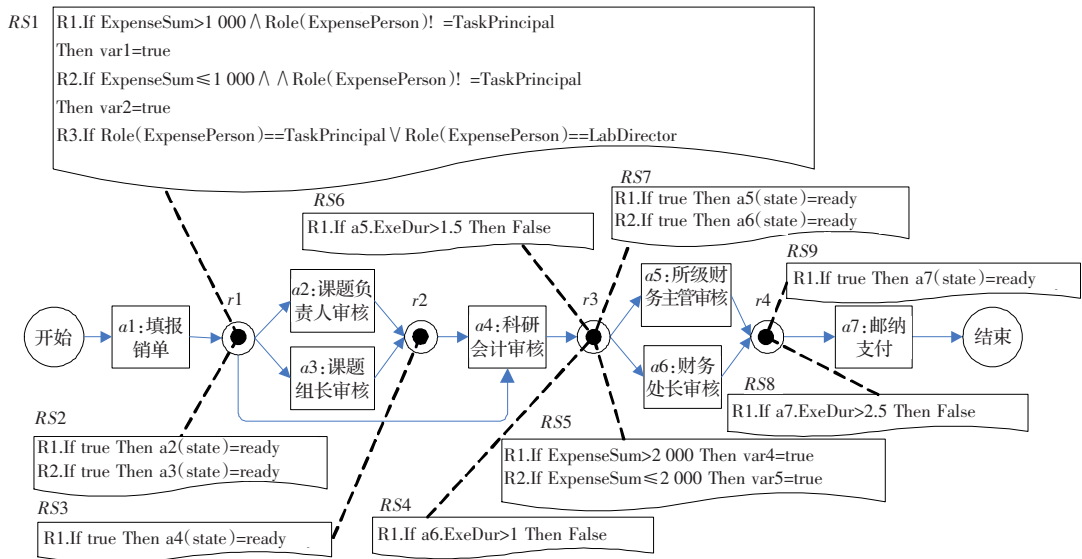 RS1
R1.If ExpenseSum>1 000∧Role(ExpensePerson)! =TaskPrincipal
Then var1=true
R2.If ExpenseSum≤1 000∧ ∧Role(ExpensePerson)! =TaskPrincipal
Then var2=true
R3.If Role(ExpensePerson)==TaskPrincipal∨Role(ExpensePerson)==LabDirector
RS6
R1.If a5.ExeDur>1.5 Then False
RS7
R1.If true Then a5(state)=ready
R2.If true Then a6(state)=ready
RS9
R1.If true Then a7(state)=ready
开始
a1:填报
销单
r1
a2:课题负
责人审核
a3:课题
组长审核
r2
a4:科研
会计审核
r3
a5:所级财
务主管审核
a6:财务
处长审核
r4
a7:邮纳
支付
结束
RS2
R1.If true Then a2(state)=ready
R2.If true Then a3(state)=ready
RS3
R1.If true Then a4(state)=ready
RS4
R1.If a6.ExeDur>1 Then False
RS5
R1.If ExpenseSum>2 000 Then var4=true
R2.If ExpenseSum≤2 000 Then var5=true
RS8
R1.If a7.ExeDur>2.5 Then False